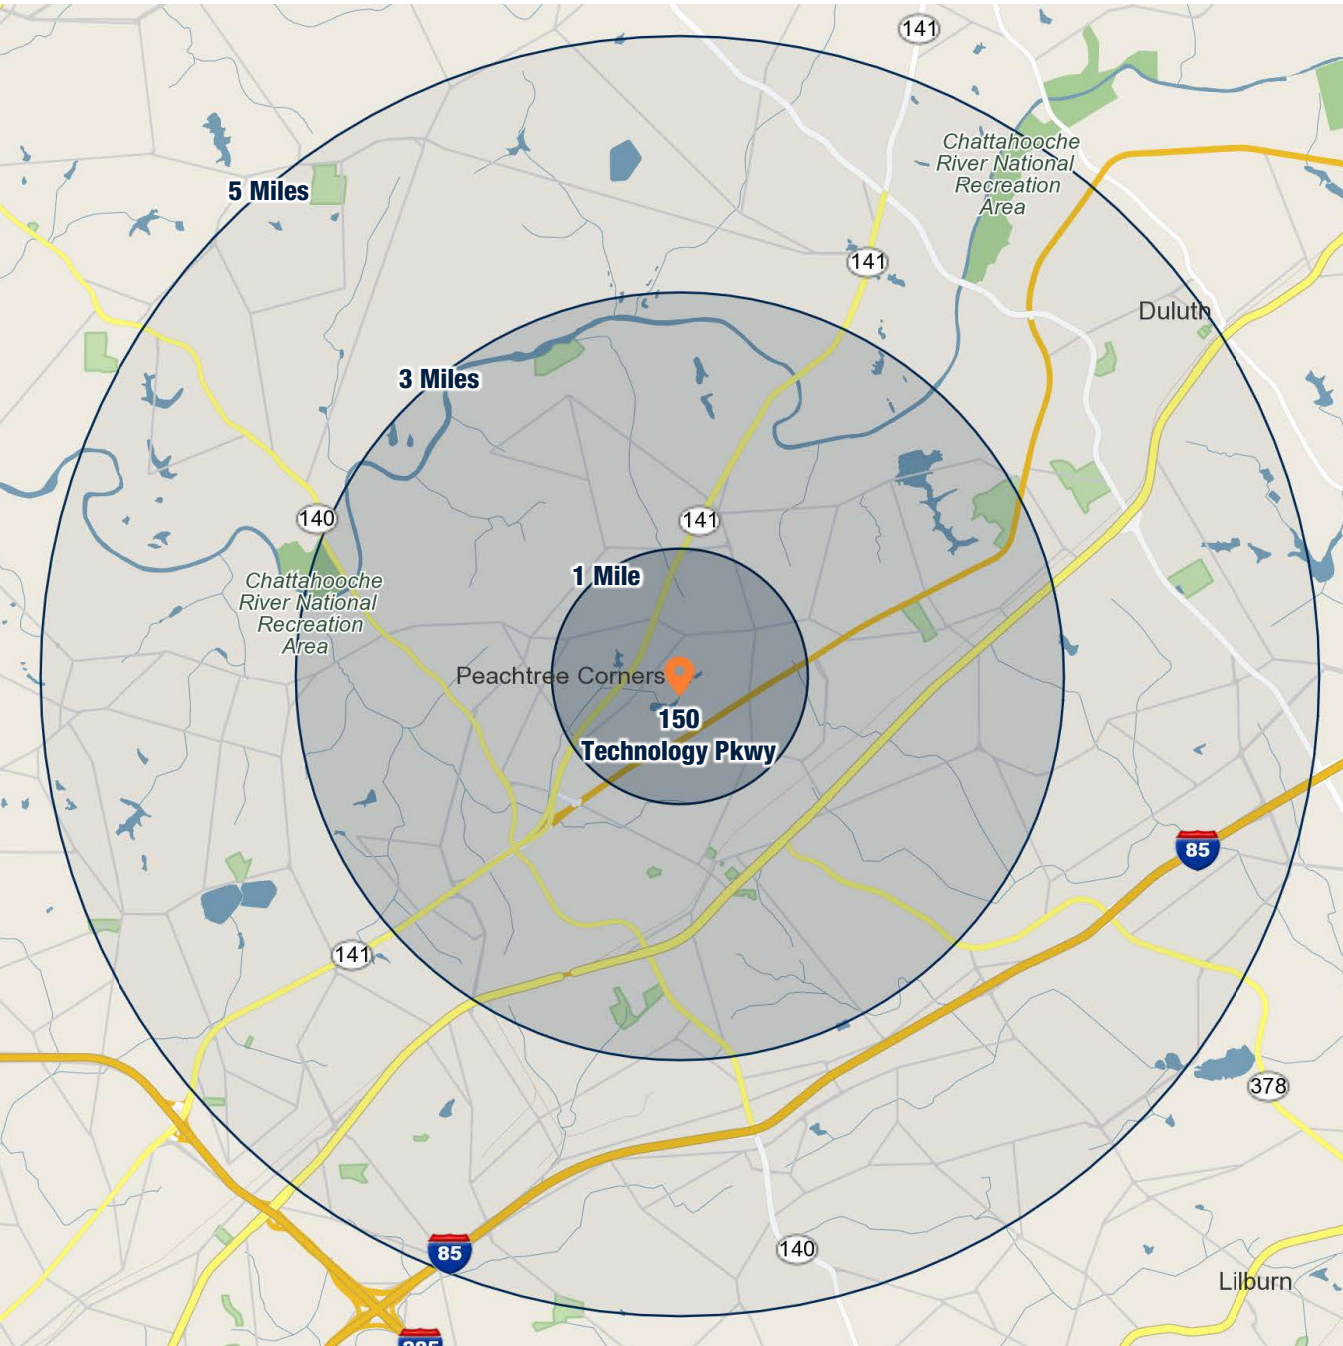 141
Chattahooche
River National
Recreation
Area
5 Miles
141
Duluth
3 Miles
140
141
1 Mile
Chattahooche
River National
Recreation
Area
Peachtree Corners
150
Technology Pkwy
85
141
378
85
140
Lilburn